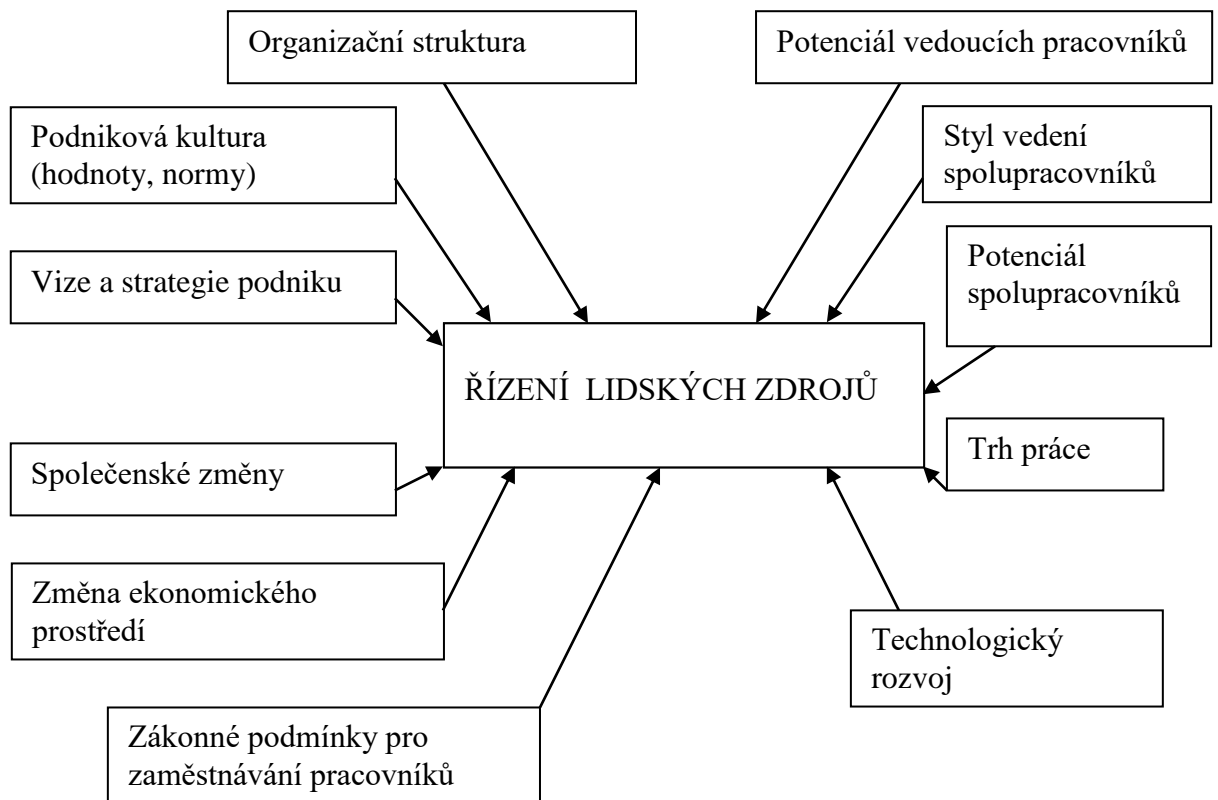 Organizační struktura
Potenciál vedoucích pracovníků
Podniková kultura
(hodnoty, normy)
Styl vedení
spolupracovníků
Vize a strategie podniku
Potenciál
spolupracovníků
ŘÍZENÍ LIDSKÝCH ZDROJŮ
Společenské změny
Trh práce
Změna ekonomického
prostředí
Technologický
rozvoj
Zákonné podmínky pro
zaměstnávání pracovníků